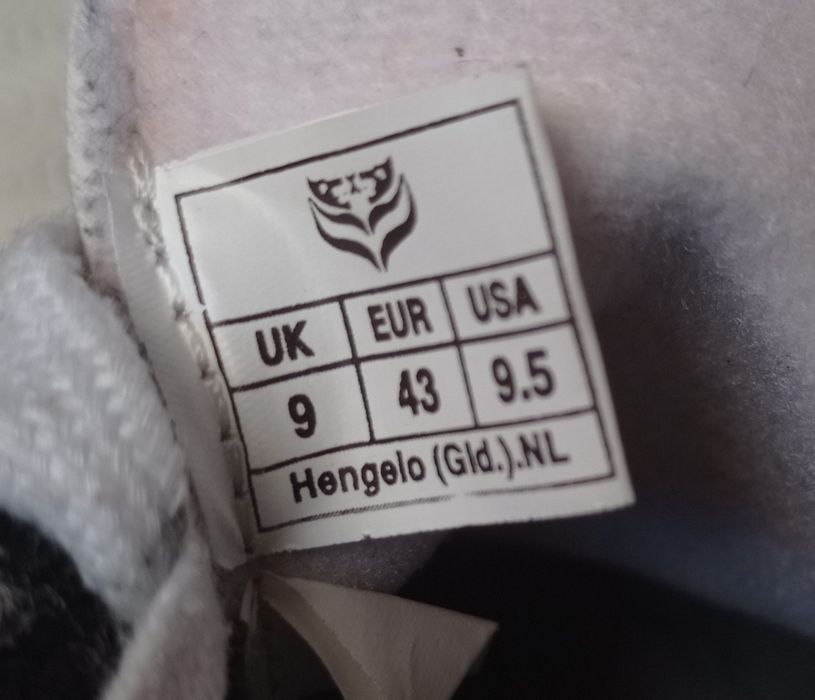 UK EUR USA
9 43 9.5
Hengelo (Gld.).NL